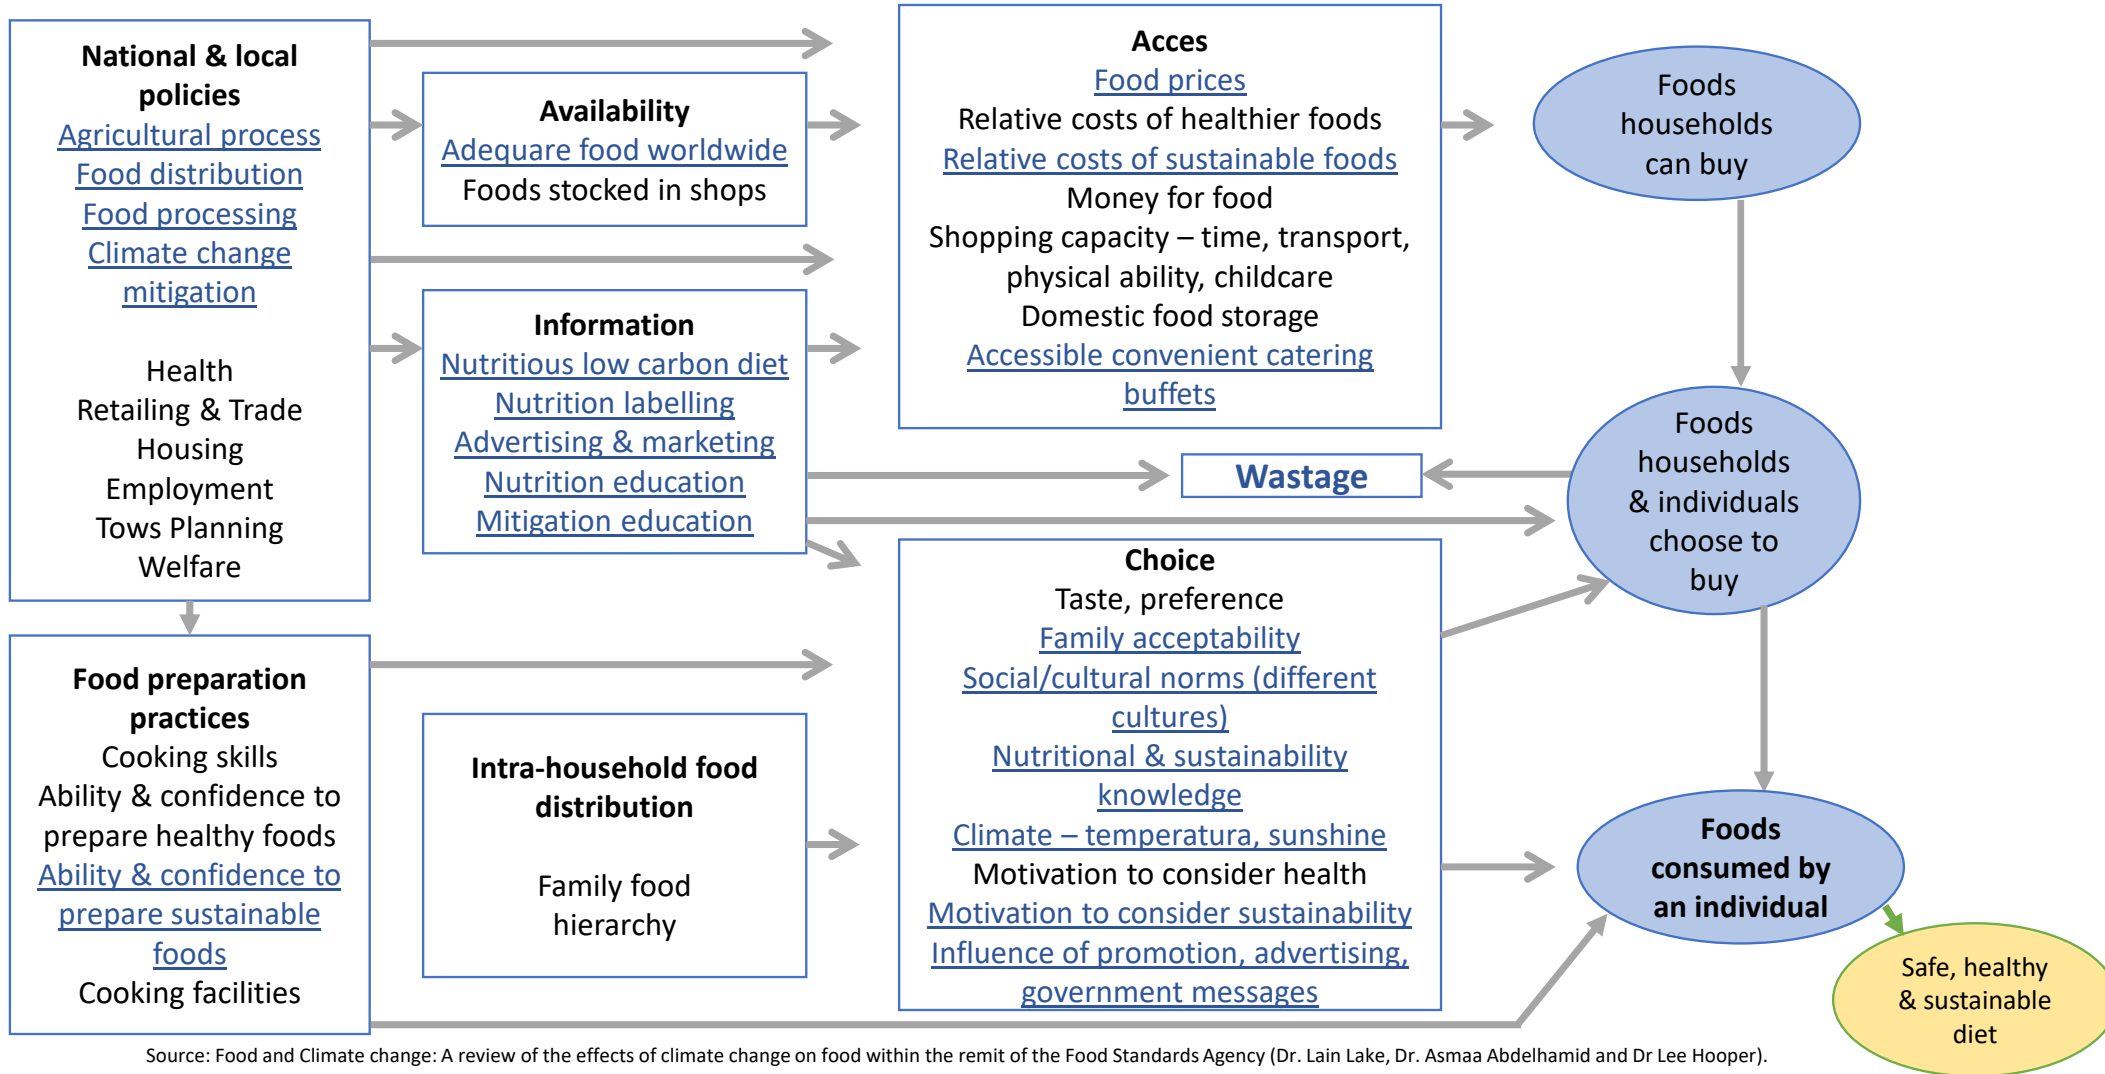 National & local
policies
Agricultural process
Food distribution
Food processing
Climate change
mitigation
Health
Retailing & Trade
Housing
Employment
Tows Planning
Welfare
Food preparation
practices
Cooking skills
Ability & confidence to
prepare healthy foods
Ability & confidence to
prepare sustainable
foods
Cooking facilities
Availability
Adequare food worldwide
Foods stocked in shops
Information
Nutritious low carbon diet
Nutrition labelling
Advertising & marketing
Nutrition education
Mitigation education
Intra-household food
distribution
Family food
hierarchy
Acces
Food prices
Relative costs of healthier foods
Relative costs of sustainable foods
Money for food
Shopping capacity – time, transport,
physical ability, childcare
Domestic food storage
Accessible convenient catering
buffets
Wastage
Choice
Taste, preference
Family acceptability
Social/cultural norms (different
cultures)
Nutritional & sustainability
knowledge
Climate – temperatura, sunshine
Motivation to consider health
Motivation to consider sustainability
Influence of promotion, advertising,
government messages
Foods
households
can buy
Foods
households
& individuals
choose to
buy
Foods
consumed by
an individual
Safe, healthy
& sustainable
diet
Source: Food and Climate change: A review of the effects of climate change on food within the remit of the Food Standards Agency (Dr. Lain Lake, Dr. Asmaa Abdelhamid and Dr Lee Hooper).